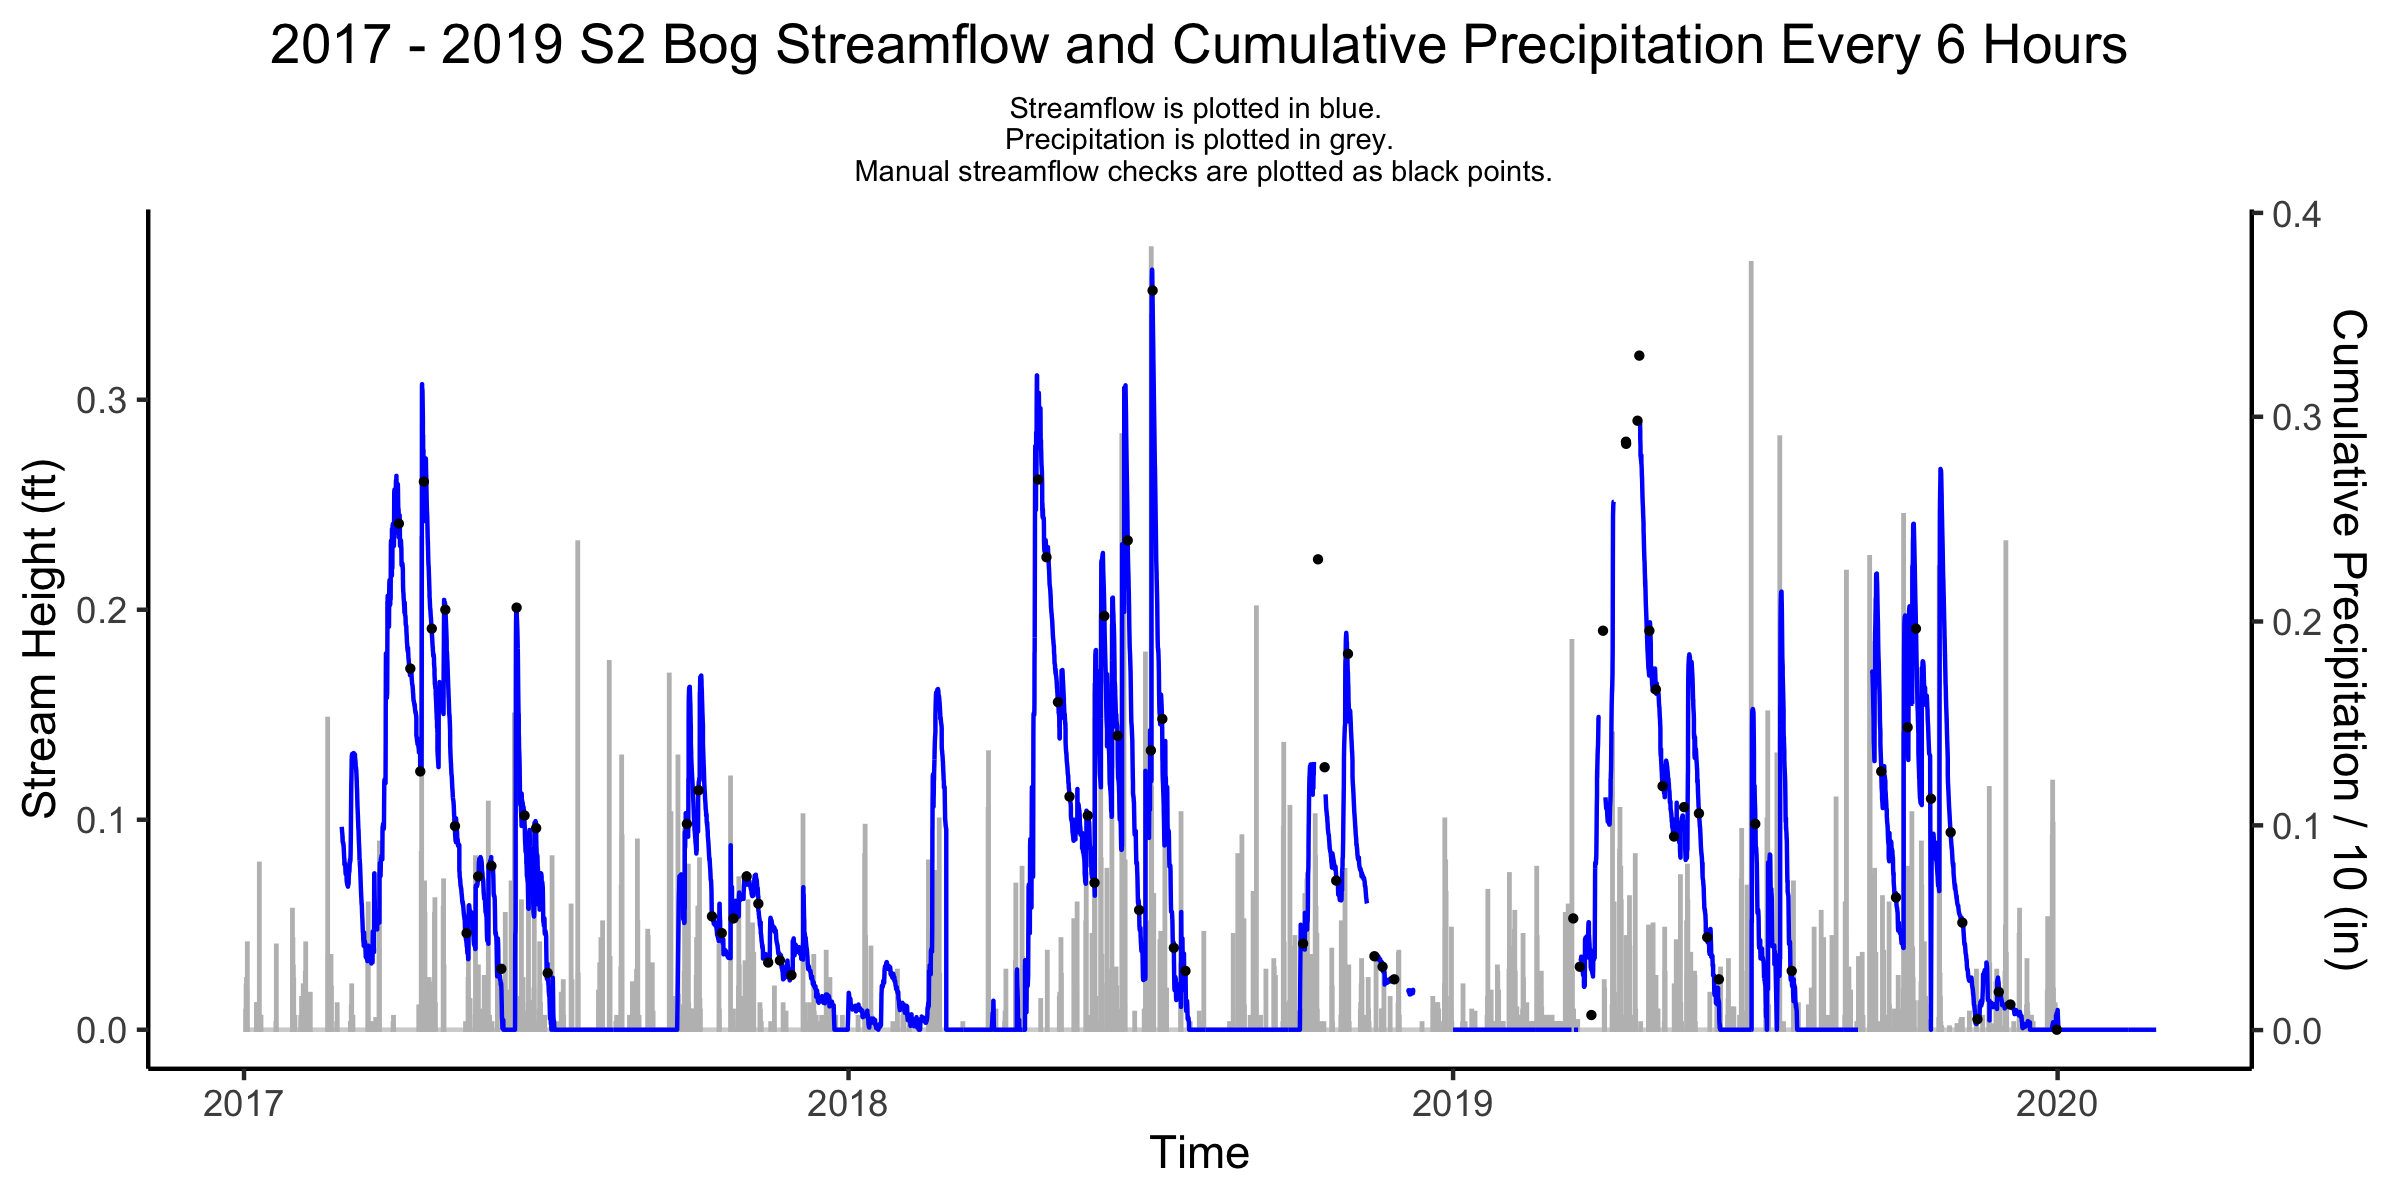 2017 - 2019 S2 Bog Streamflow and Cumulative Precipitation Every 6 Hours
Streamflow is plotted in blue.
Precipitation is plotted in grey.
Manual streamflow checks are plotted as black points.
Stream Height (ft)
0.3
0.2
0.1
0.0
0.4
0.3
0.2
0.1
0.0
Cumulative Precipitation / 10 (in)
2017
2018
2019
2020
Time